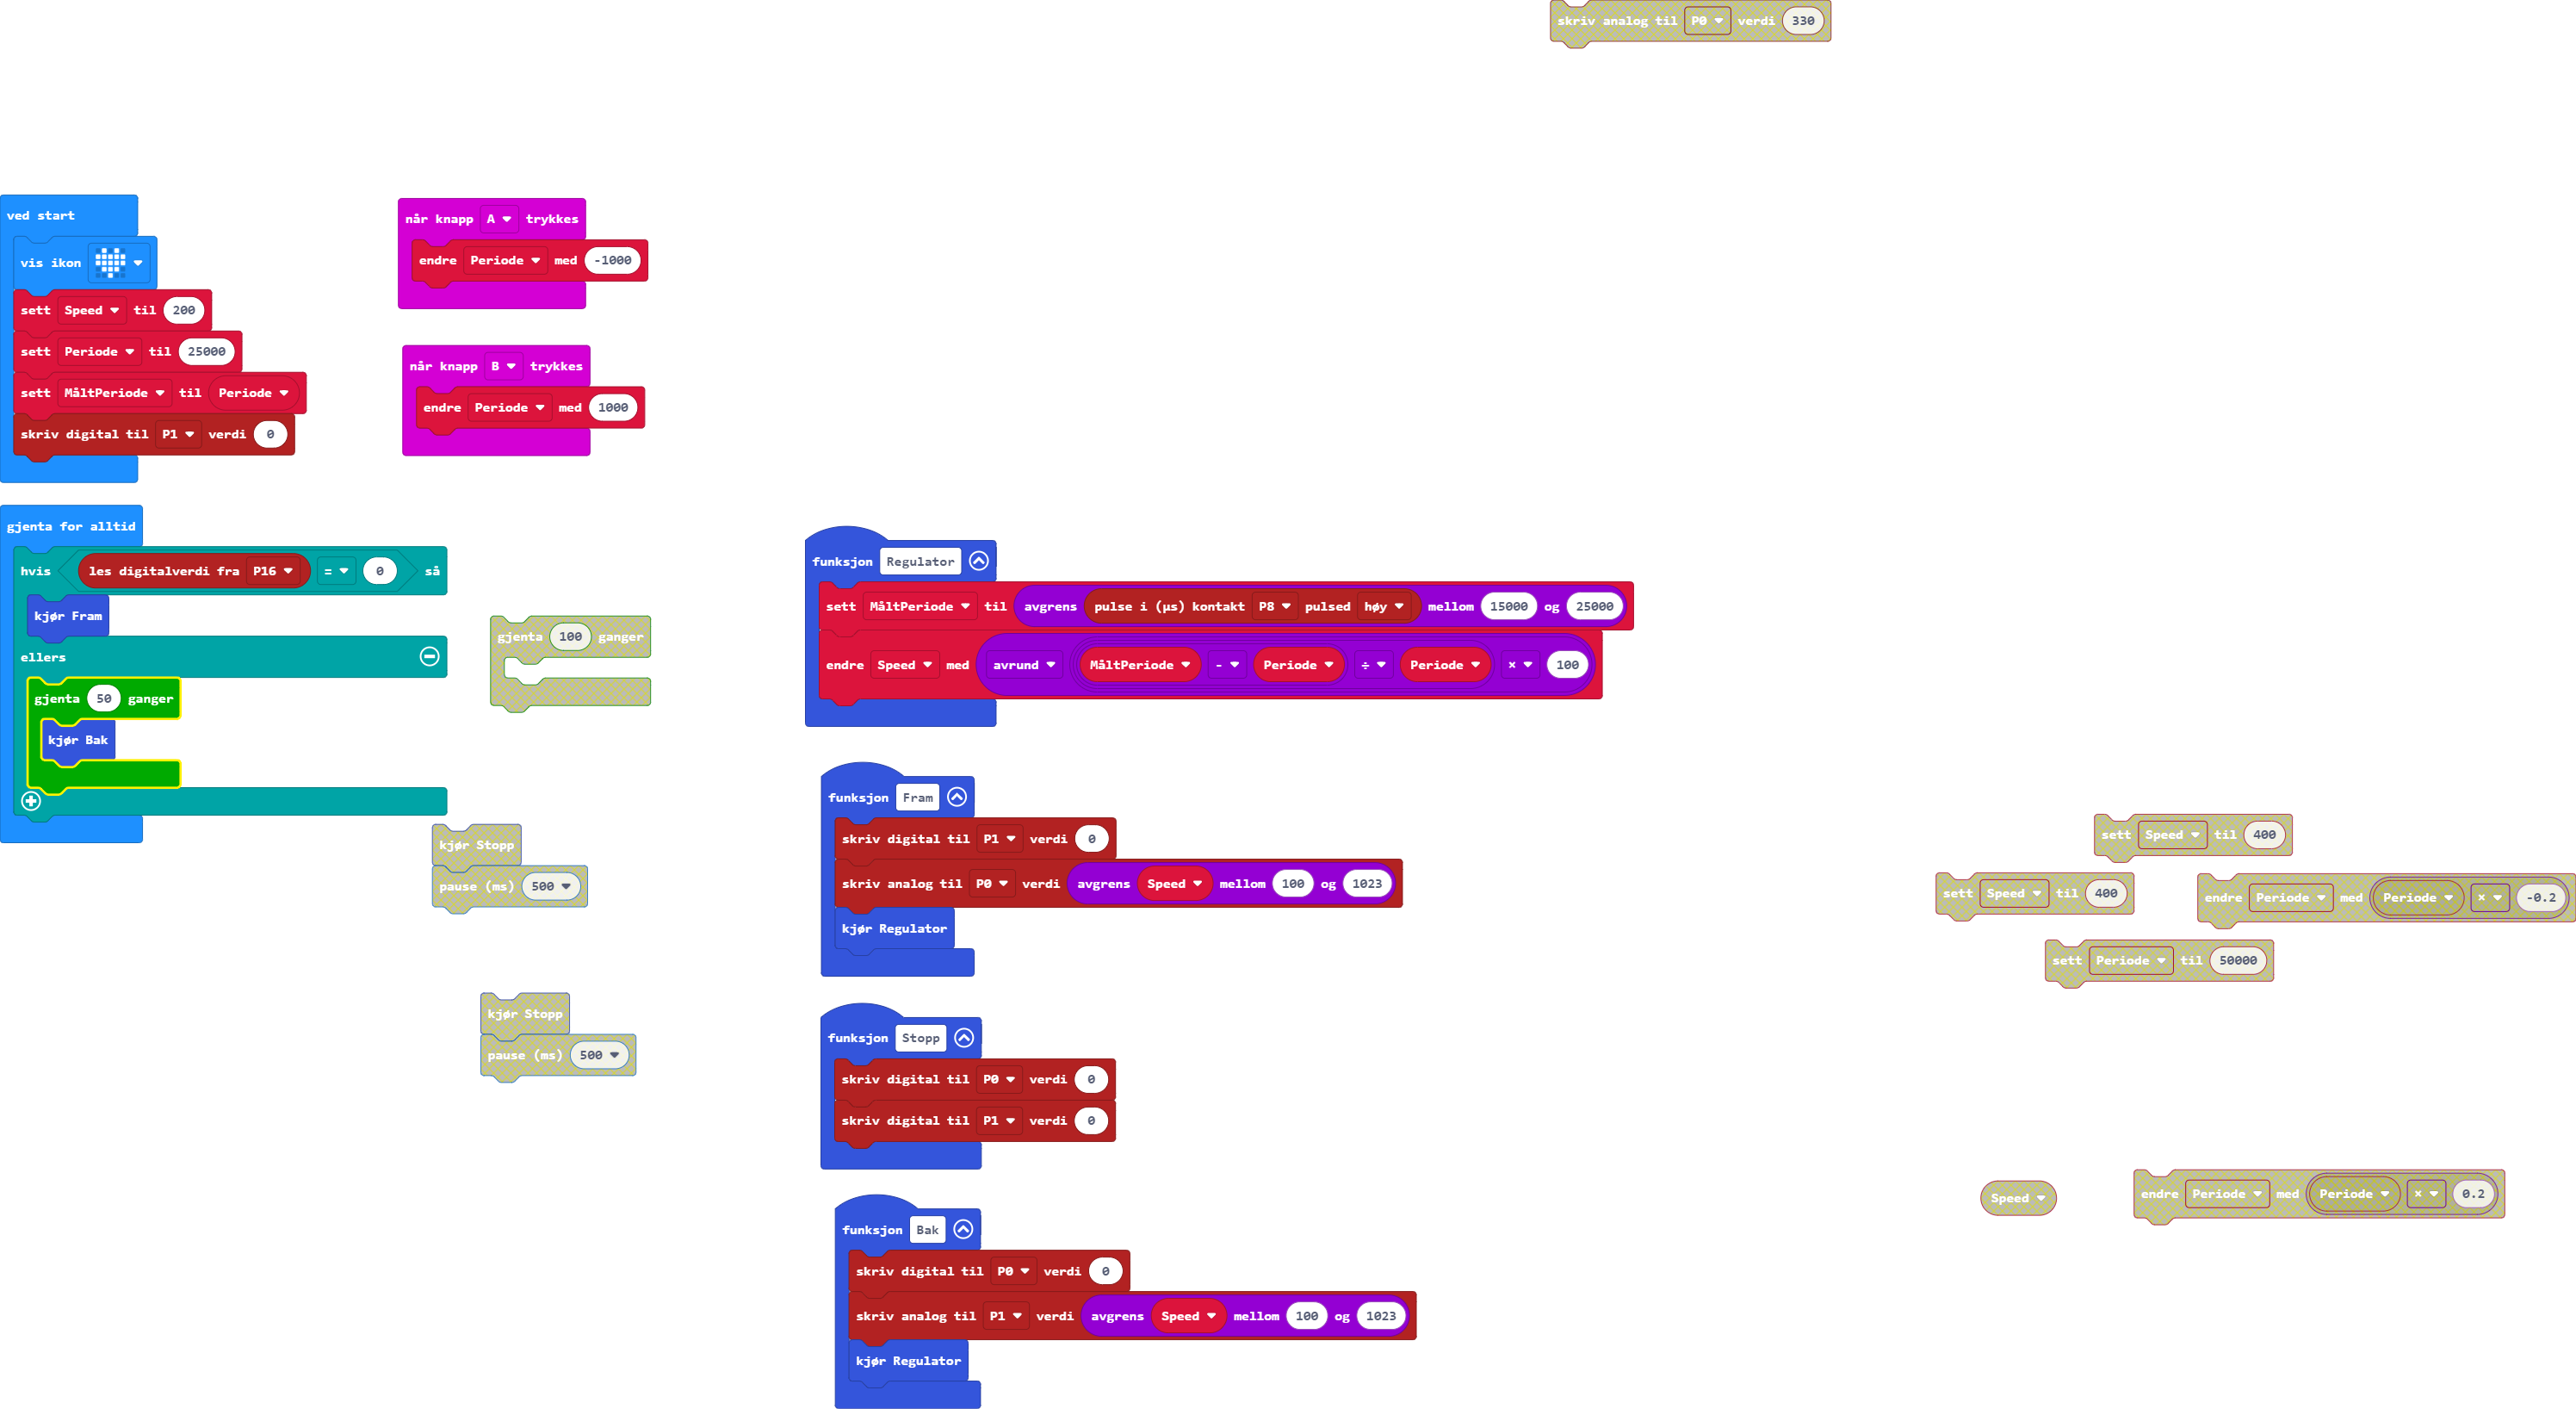 skriv analog til P0 verdi 330
ved start
vis ikon
sett Speed til 200
sett Periode til 25000
sett MåltPeriode til Periode
skriv digital til P1 verdi 0
når knapp A trykkes
endre Periode med -1000
når knapp B trykkes
endre Periode med 1000
gjenta for alltid
hvis les digitalverdi fra P16 = 0 så
kjør Fram
ellers
gjenta 50 ganger
kjør Bak
gjenta 100 ganger
kjør Stopp
pause (ms) 500
kjør Stopp
pause (ms) 500
funksjon Regulator
sett MåltPeriode til avgrens pulse i (µs) kontakt P8 pulsed høy mellom 15000 og 25000
endre Speed med avrund MåltPeriode - Periode ÷ Periode × 100
funksjon Fram
skriv digital til P1 verdi 0
skriv analog til P0 verdi avgrens Speed mellom 100 og 1023
kjør Regulator
funksjon Stopp
skriv digital til P0 verdi 0
skriv digital til P1 verdi 0
funksjon Bak
skriv digital til P0 verdi 0
skriv analog til P1 verdi avgrens Speed mellom 100 og 1023
kjør Regulator
sett Speed til 400
sett Speed til 400
endre Periode med Periode × -0.2
sett Periode til 50000
Speed
endre Periode med Periode × 0.2